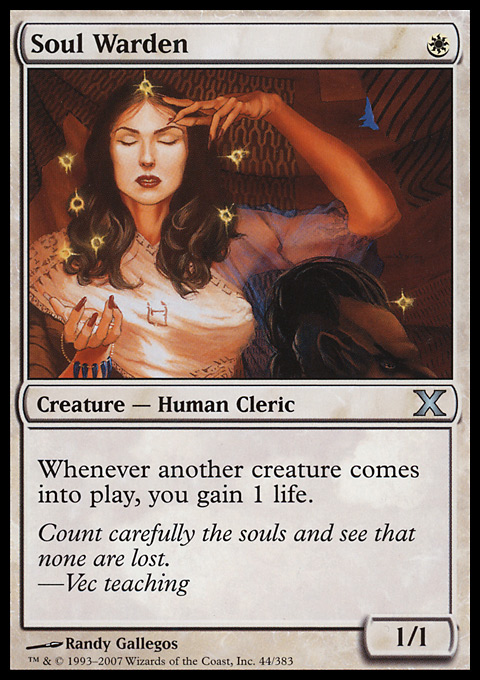 Soul Warden
Creature — Human Cleric
X
Whenever another creature comes
into play, you gain 1 life.
Count carefully the souls and see that
none are lost.
—Vec teaching
Randy Gallegos
1/1
™ & © 1993–2007 Wizards of the Coast, Inc. 44/383